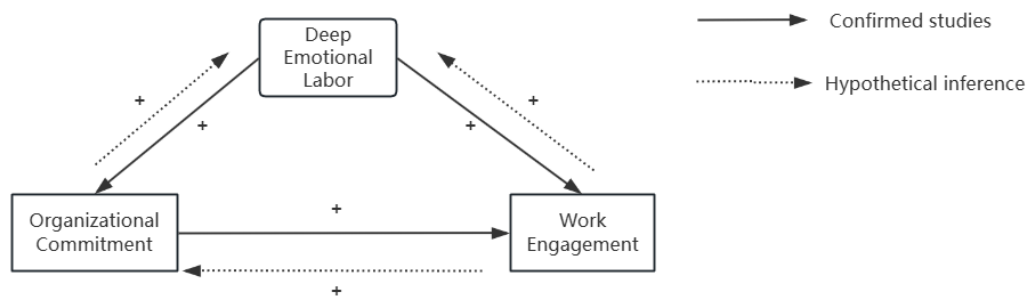 Deep
Emotional
Labor
Confirmed studies
Hypothetical inference
+
+
+
+
Organizational
Commitment
+
Work
Engagement
+